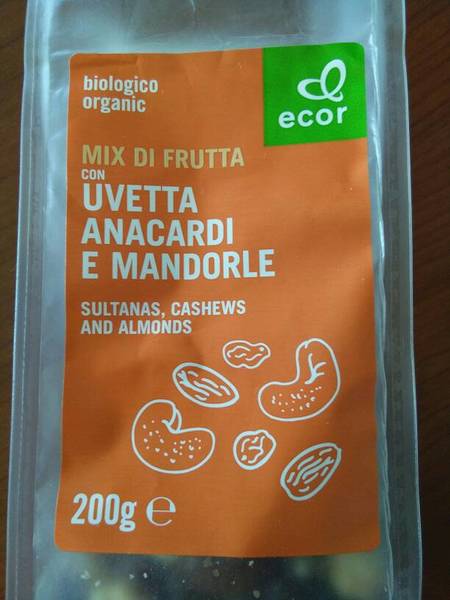 biologico
organic
ecor
MIX DI FRUTTA
CON
UVETTA
ANACARDI
E MANDORLE
SULTANAS, CASHEWS
AND ALMONDS
200g ℮